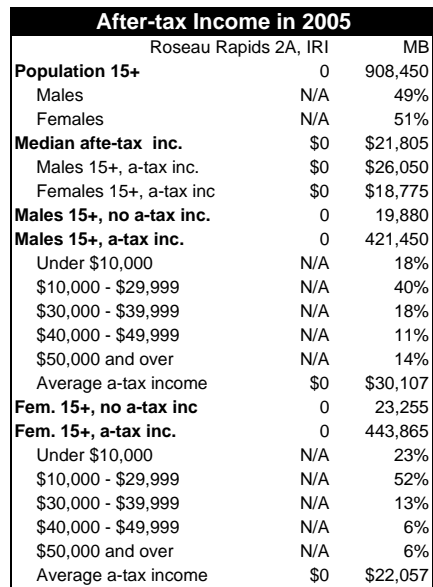 After-tax Income in 2005
Roseau Rapids 2A, IRI MB
Population 15+ 0 908,450
Males N/A 49%
Females N/A 51%
Median afte-tax inc. $0 $21,805
Males 15+, a-tax inc. $0 $26,050
Females 15+, a-tax inc $0 $18,775
Males 15+, no a-tax inc. 0 19,880
Males 15+, a-tax inc. 0 421,450
Under $10,000 N/A 18%
$10,000 - $29,999 N/A 40%
$30,000 - $39,999 N/A 18%
$40,000 - $49,999 N/A 11%
$50,000 and over N/A 14%
Average a-tax income $0 $30,107
Fem. 15+, no a-tax inc 0 23,255
Fem. 15+, a-tax inc. 0 443,865
Under $10,000 N/A 23%
$10,000 - $29,999 N/A 52%
$30,000 - $39,999 N/A 13%
$40,000 - $49,999 N/A 6%
$50,000 and over N/A 6%
Average a-tax income $0 $22,057